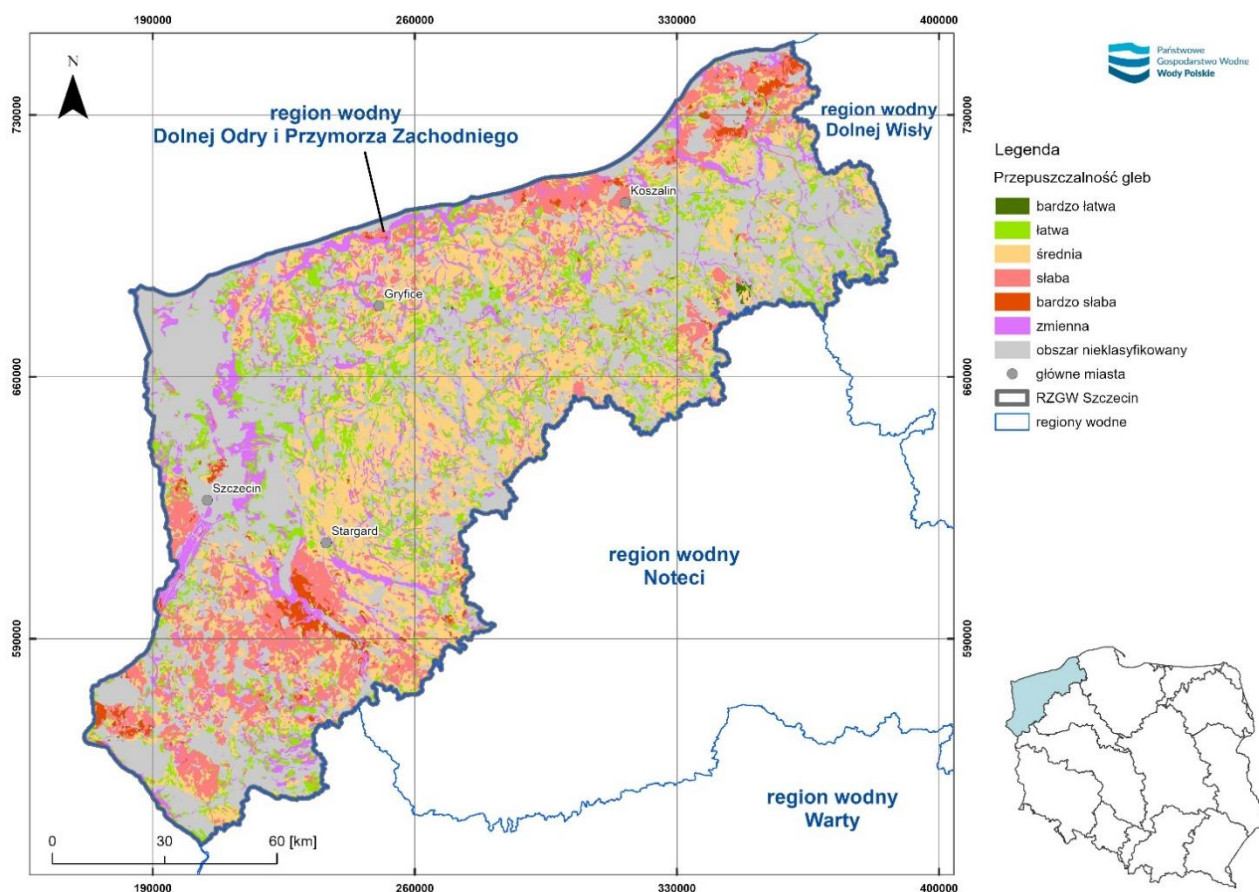 190000 260000 330000 400000
N
region wodny
Dolnej Odry i Przymorza Zachodniego
region wodny
Dolnej Wisły
730000
730000
Koszalin
Gryfice
660000
660000
Szczecin
Stargard
region wodny
Noteci
590000
590000
region wodny
Warty
0 30 60 [km]
190000 260000 330000 400000
Państwowe
Gospodarstwo Wodne
Wody Polskie
Legenda
Przepuszczalność gleb
bardzo łatwa
łatwa
średnia
słaba
bardzo słaba
zmienna
obszar nieklasyfikowany
główne miasta
RZGW Szczecin
regiony wodne